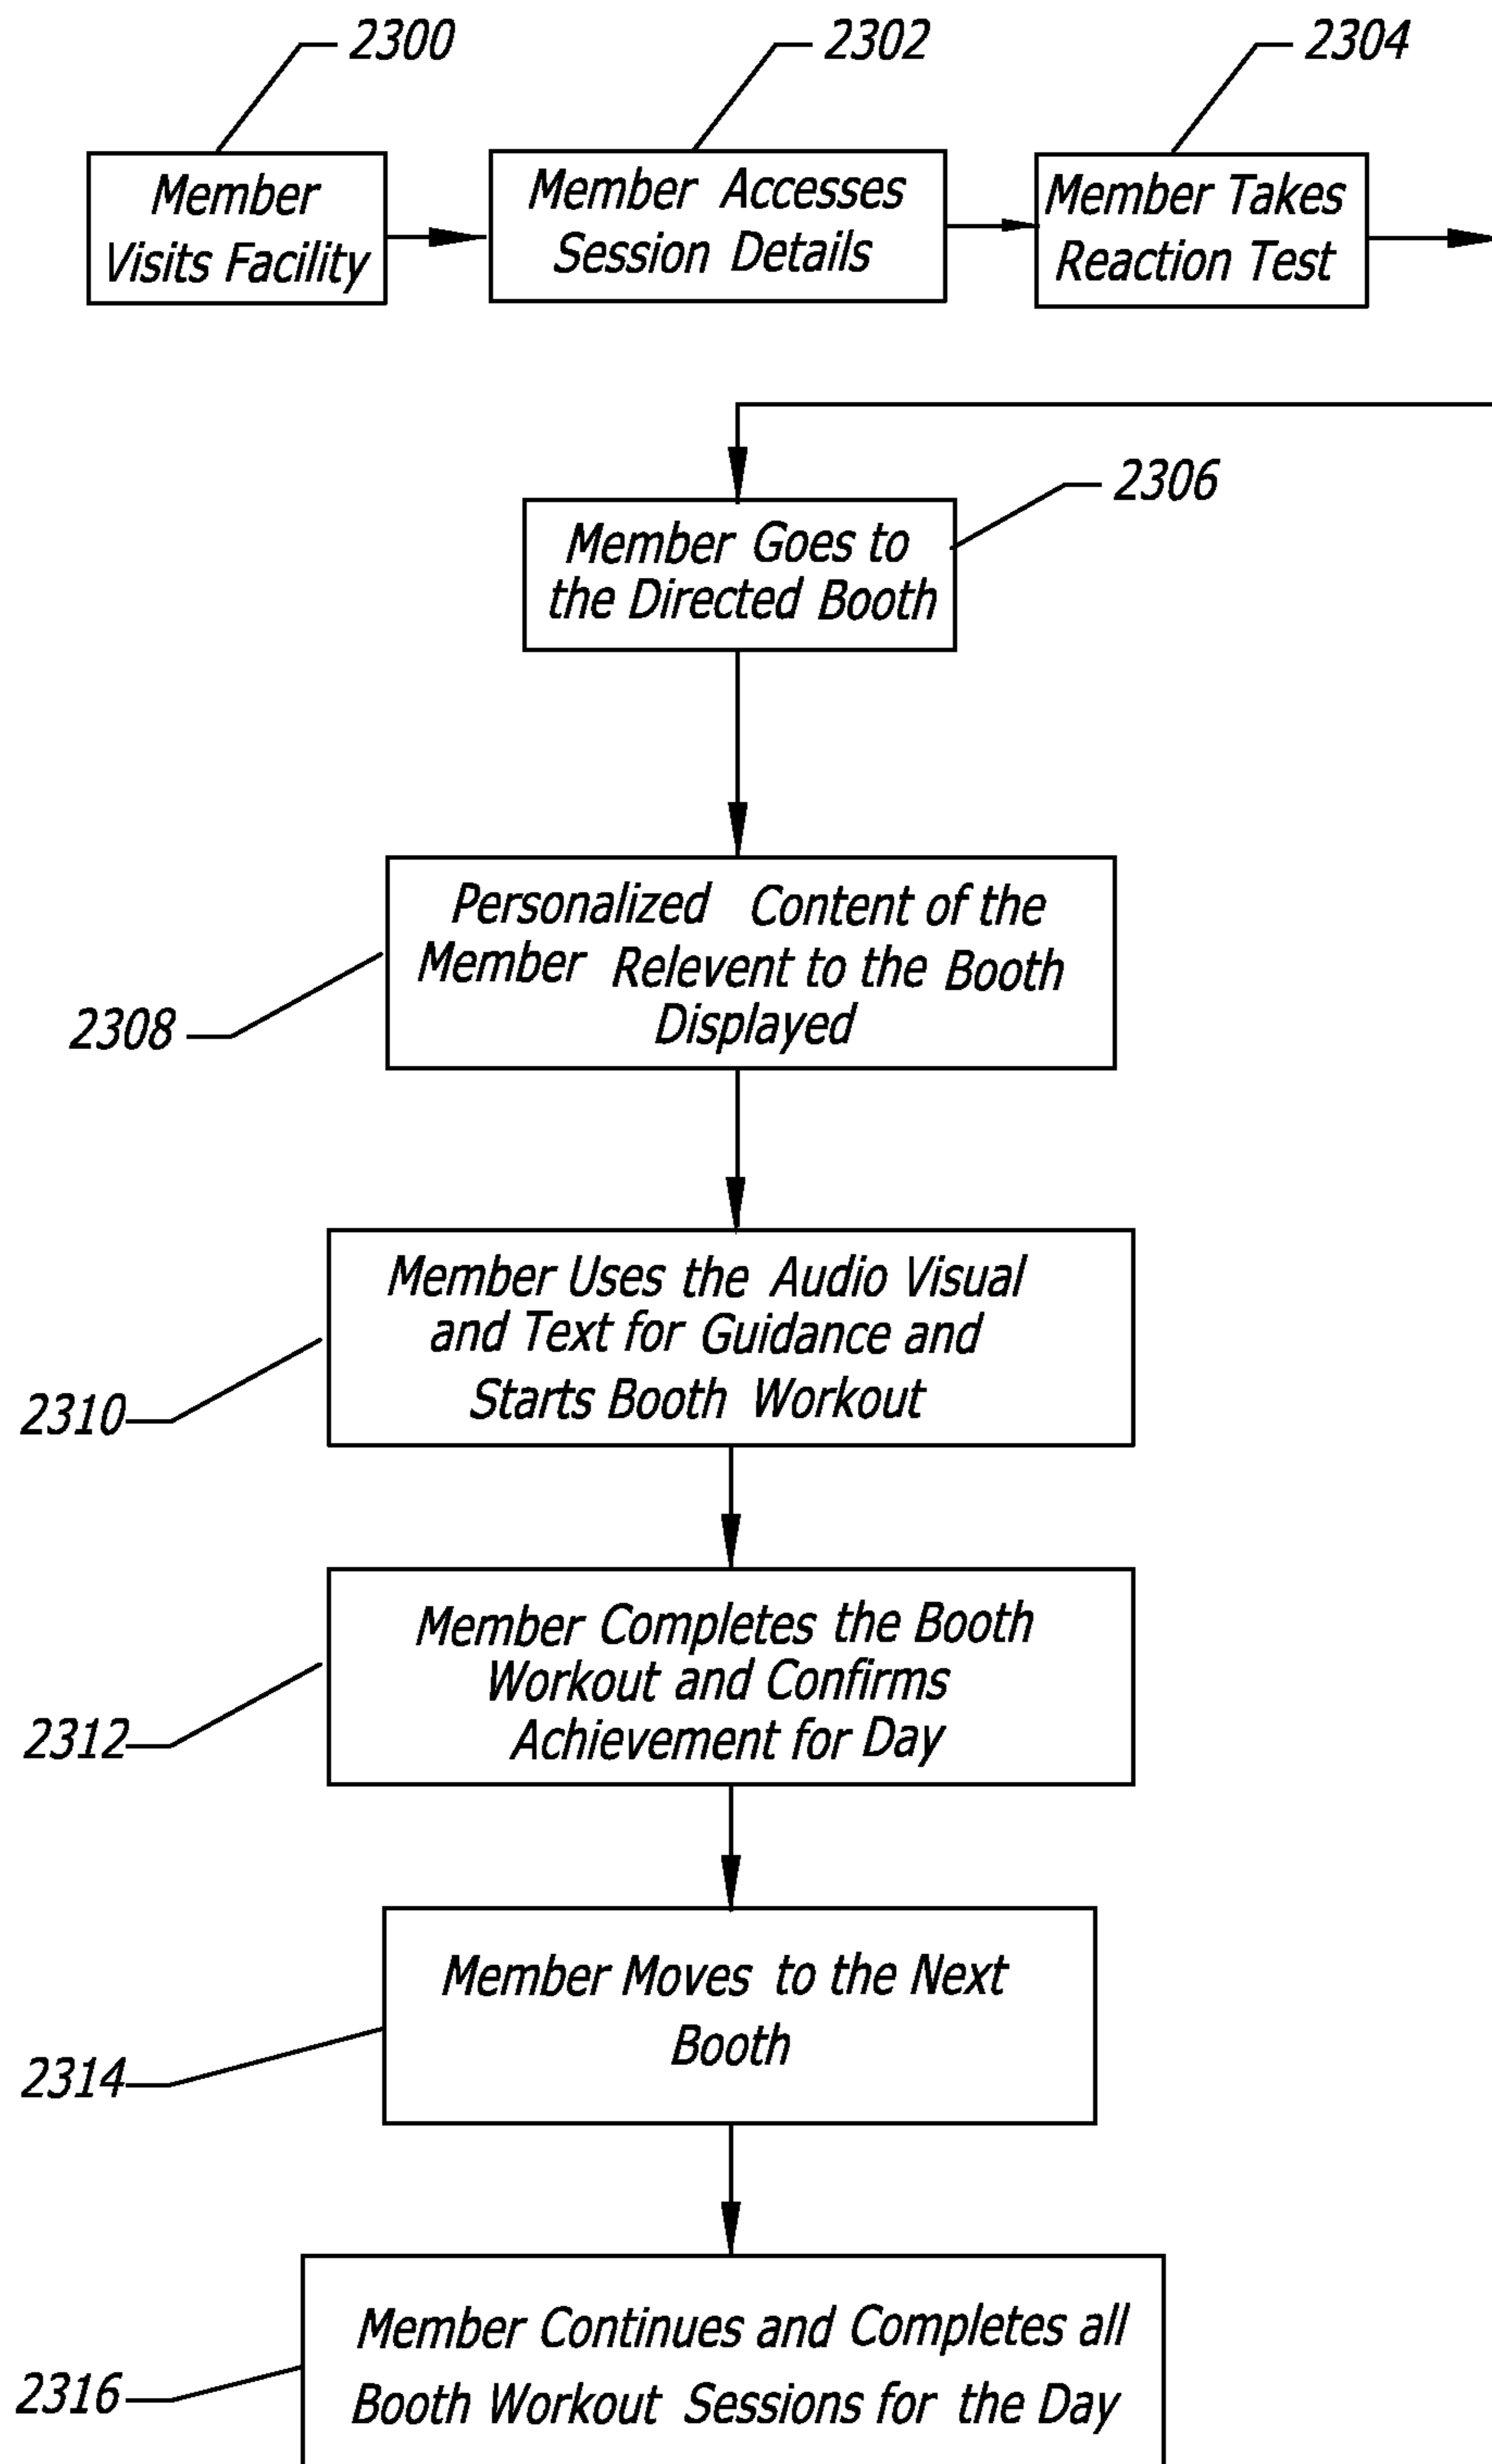 2300
2302
2304
Member
Visits Facility
Member Accesses
Session Details
Member Takes
Reaction Test
2306
Member Goes to
the Directed Booth
Personalized Content of the
Member Relevent to the Booth
Displayed
2308
Member Uses the Audio Visual
and Text for Guidance and
Starts Booth Workout
2310
Member Completes the Booth
Workout and Confirms
Achievement for Day
2312
Member Moves to the Next
Booth
2314
Member Continues and Completes all
Booth Workout Sessions for the Day
2316